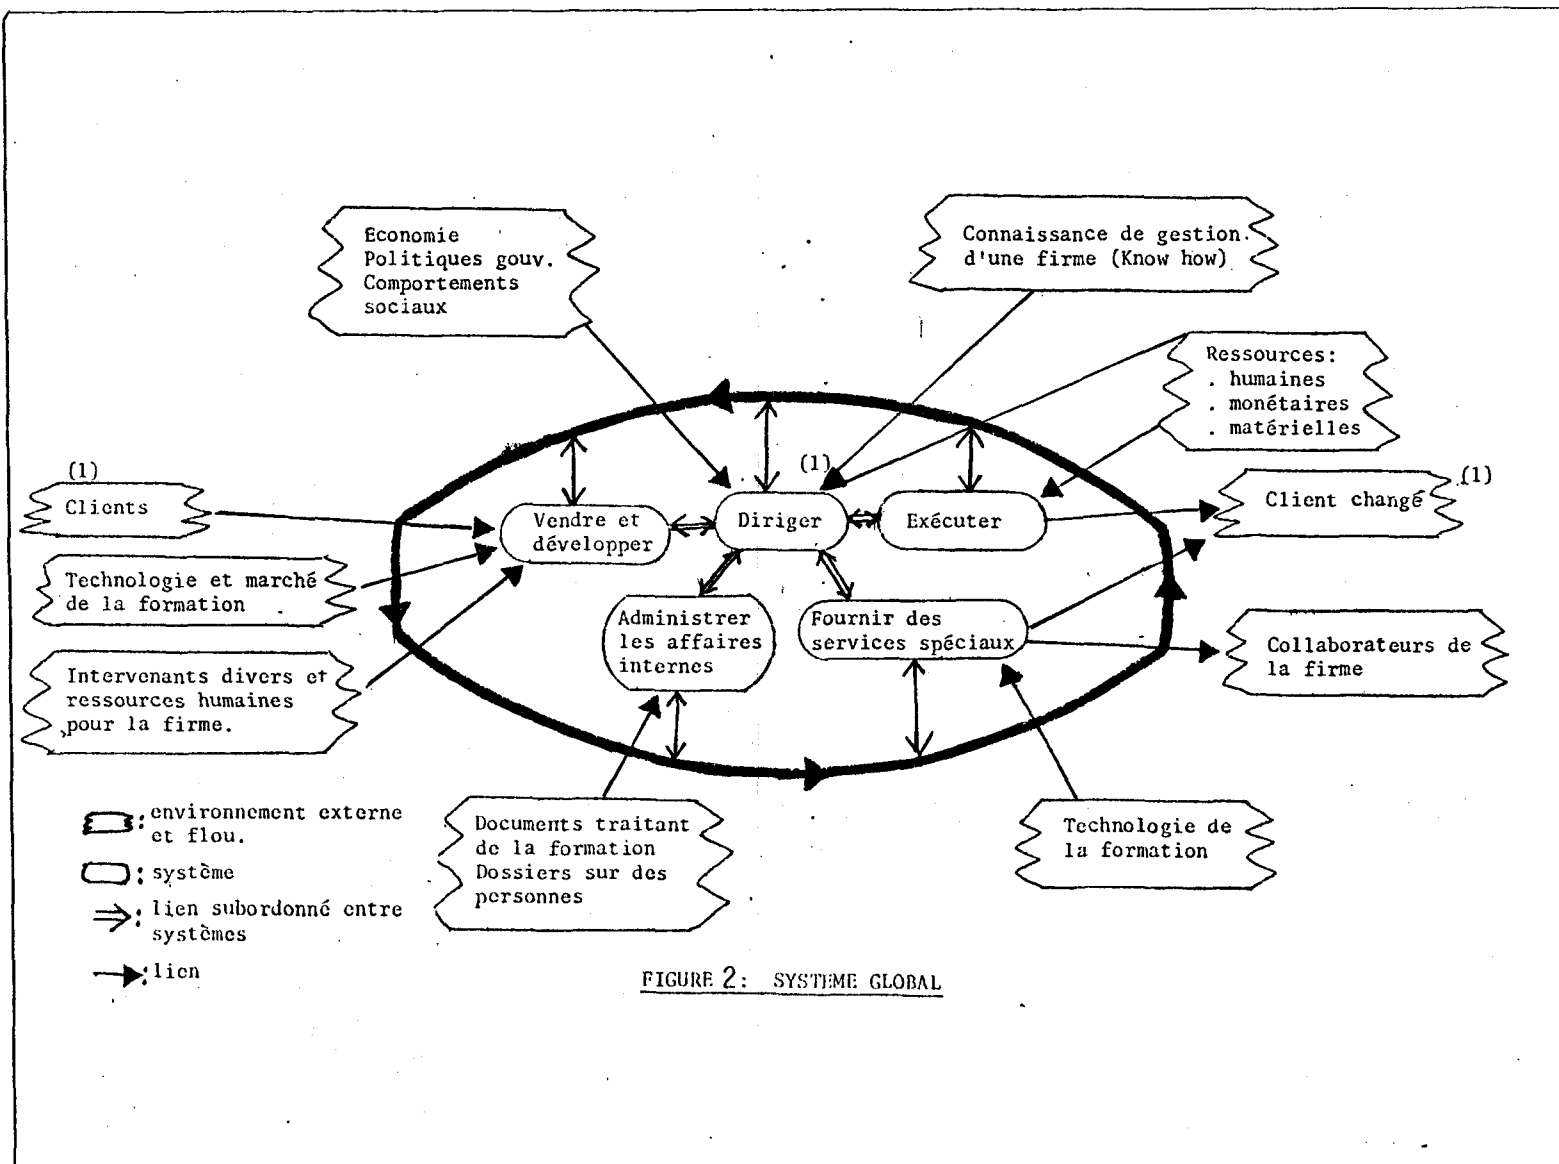 Economie
Politiques gouv.
Comportements
sociaux
Connaissance de gestion
d'une firme (Know how)
Ressources:
. humaines
. monétaires
. matérielles
(1)
Clients
(1)
Client changé
(1)
Vendre et
développer
Diriger
Exécuter
Technologie et marché
de la formation
Administrer
les affaires
internes
Fournir des
services spéciaux
Collaborateurs de
la firme
Intervenants divers et
ressources humaines
pour la firme.
: environnement externe
et flou.
: système
: lien subordonné entre
systèmes
: lien
Documents traitant
de la formation
Dossiers sur des
personnes
Technologie de
la formation
FIGURE 2: SYSTEME GLOBAL